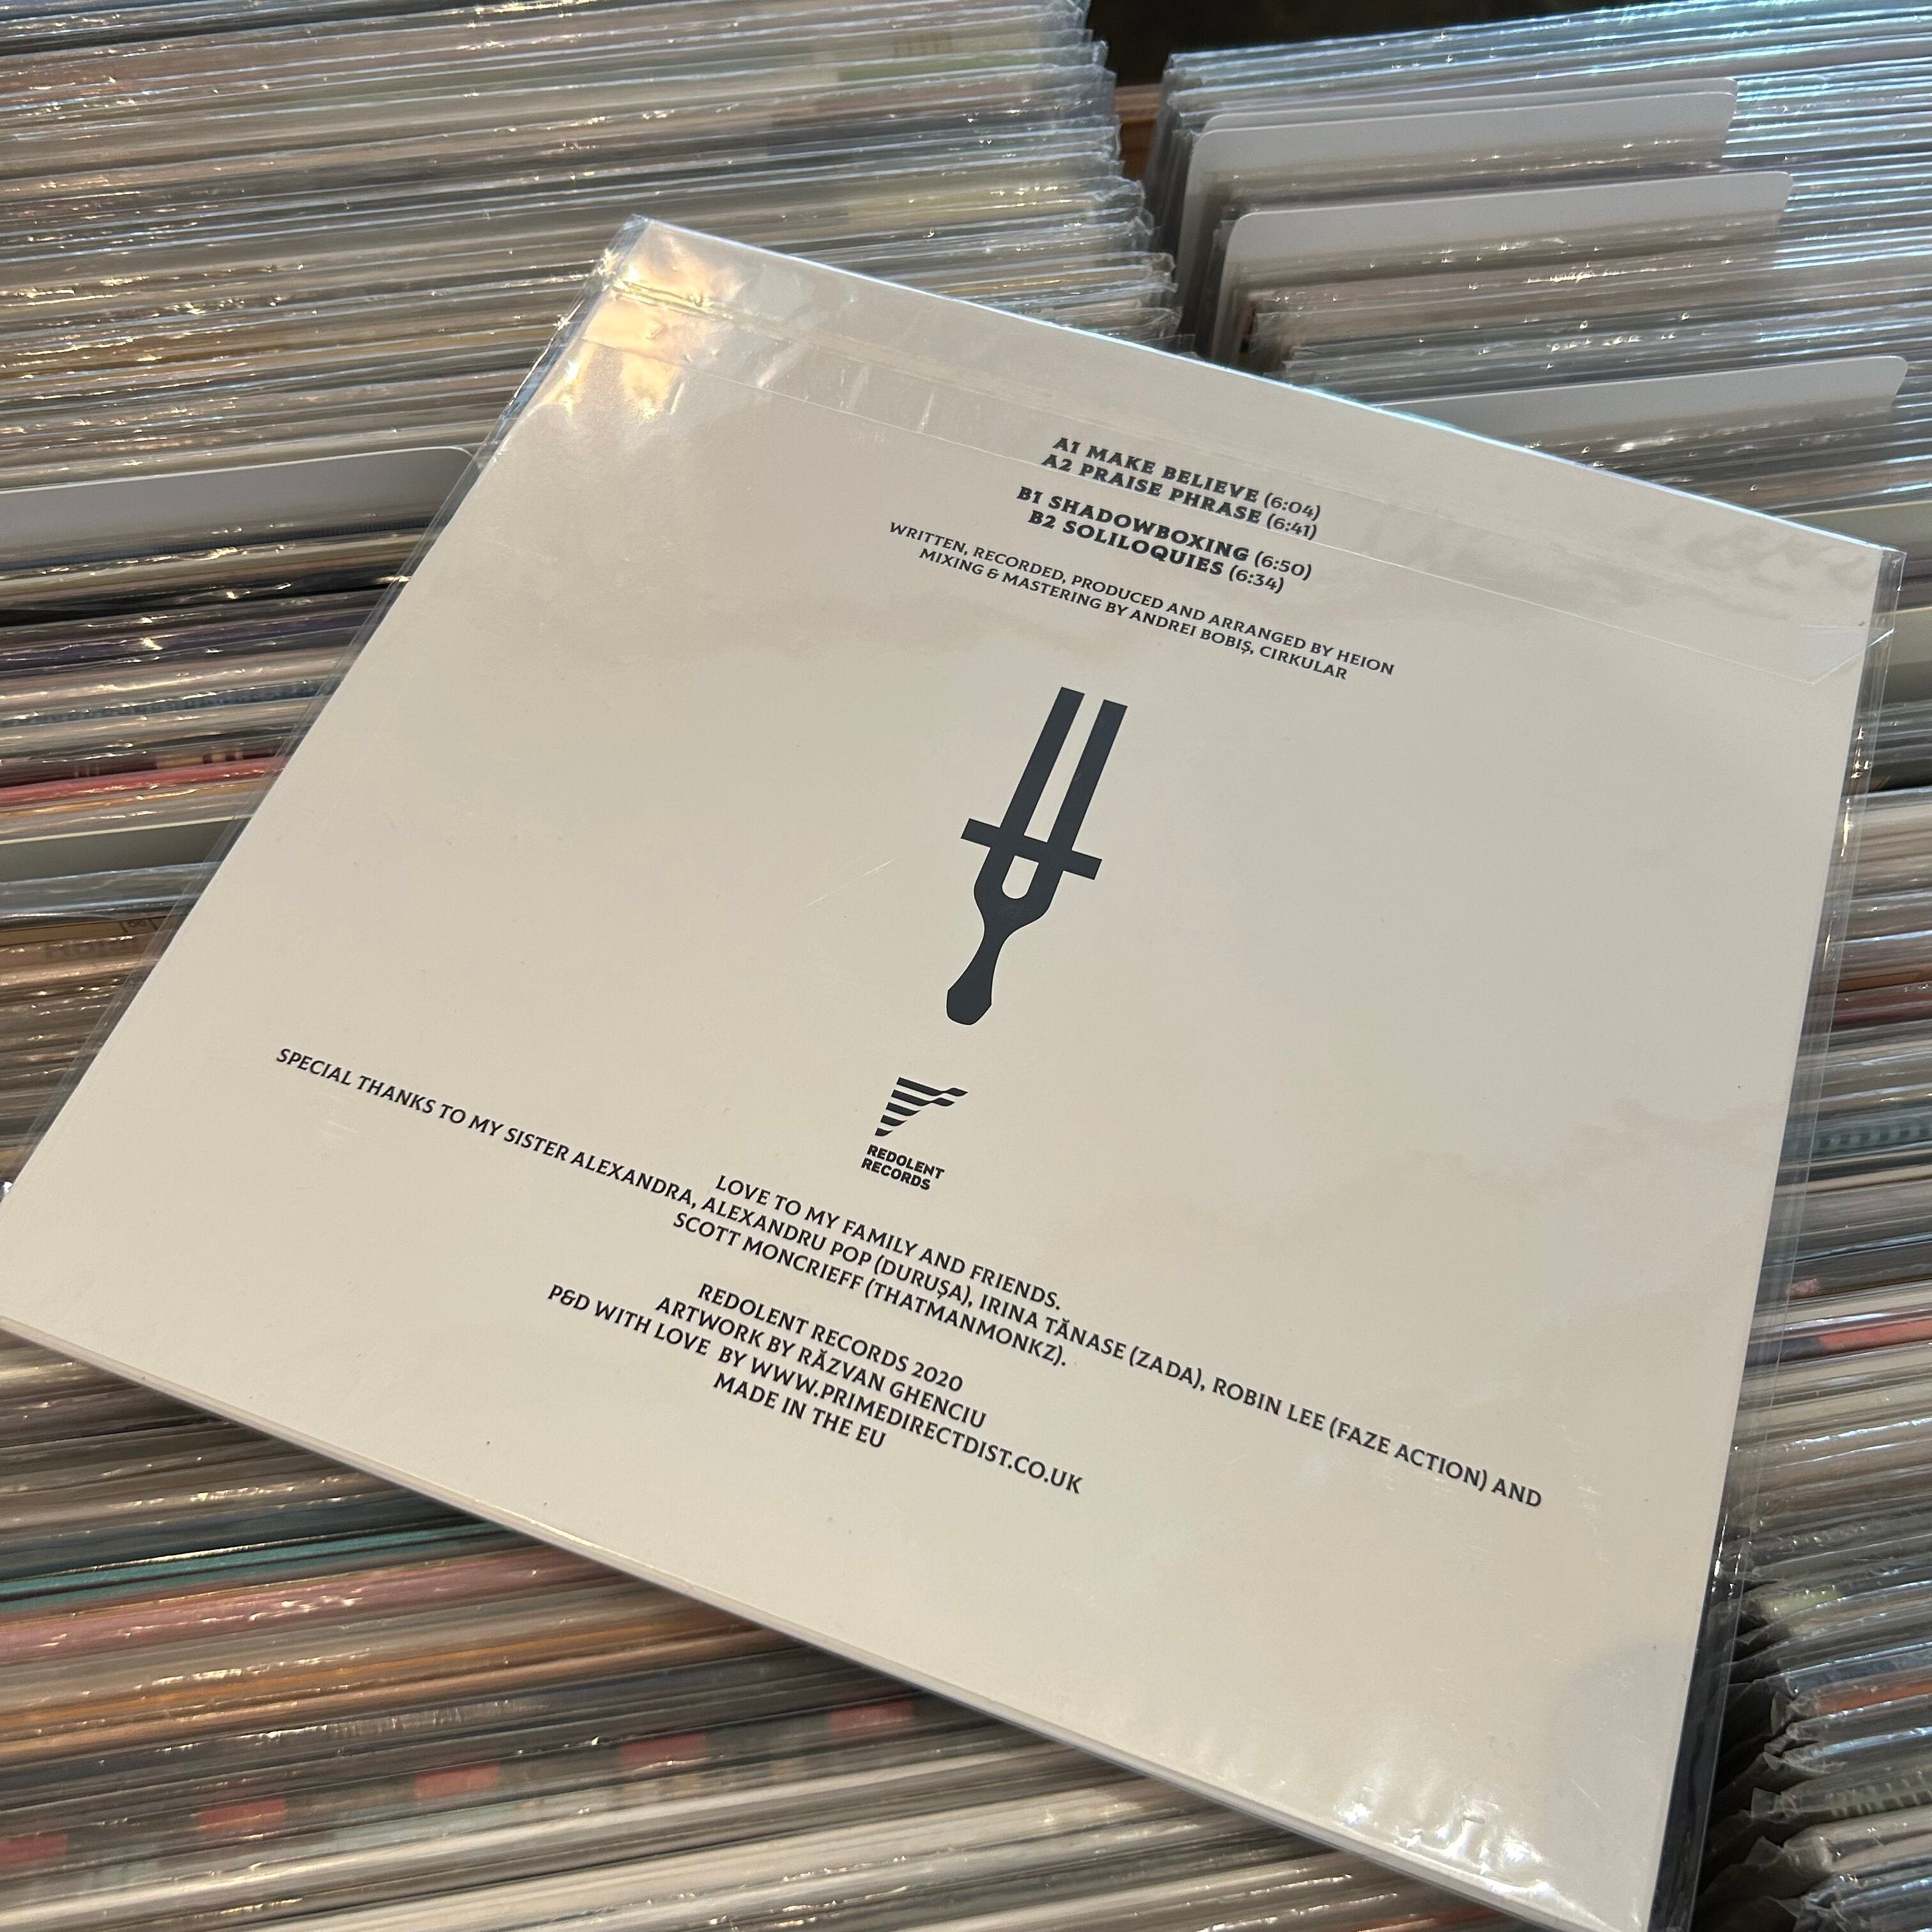 A1 MAKE BELIEVE (6:04)
A2 PRAISE PHRASE (6:41)
B1 SHADOWBOXING (6:50)
B2 SOLILOQUIES (6:34)
WRITTEN, RECORDED, PRODUCED AND ARRANGED BY HEION
MIXING & MASTERING BY ANDREI BOBIȘ, CIRKULAR
REDOLENT
RECORDS
LOVE TO MY FAMILY AND FRIENDS.
SPECIAL THANKS TO MY SISTER ALEXANDRA, ALEXANDRU POP (DURUȘA), IRINA TĂNASE (ZADA), ROBIN LEE (FAZE ACTION) AND
SCOTT MONCRIEFF (THATMANMONKZ).
REDOLENT RECORDS 2020
ARTWORK BY RĂZVAN GHENCIU
P&D WITH LOVE BY WWW.PRIMEDIRECTDIST.CO.UK
MADE IN THE EU